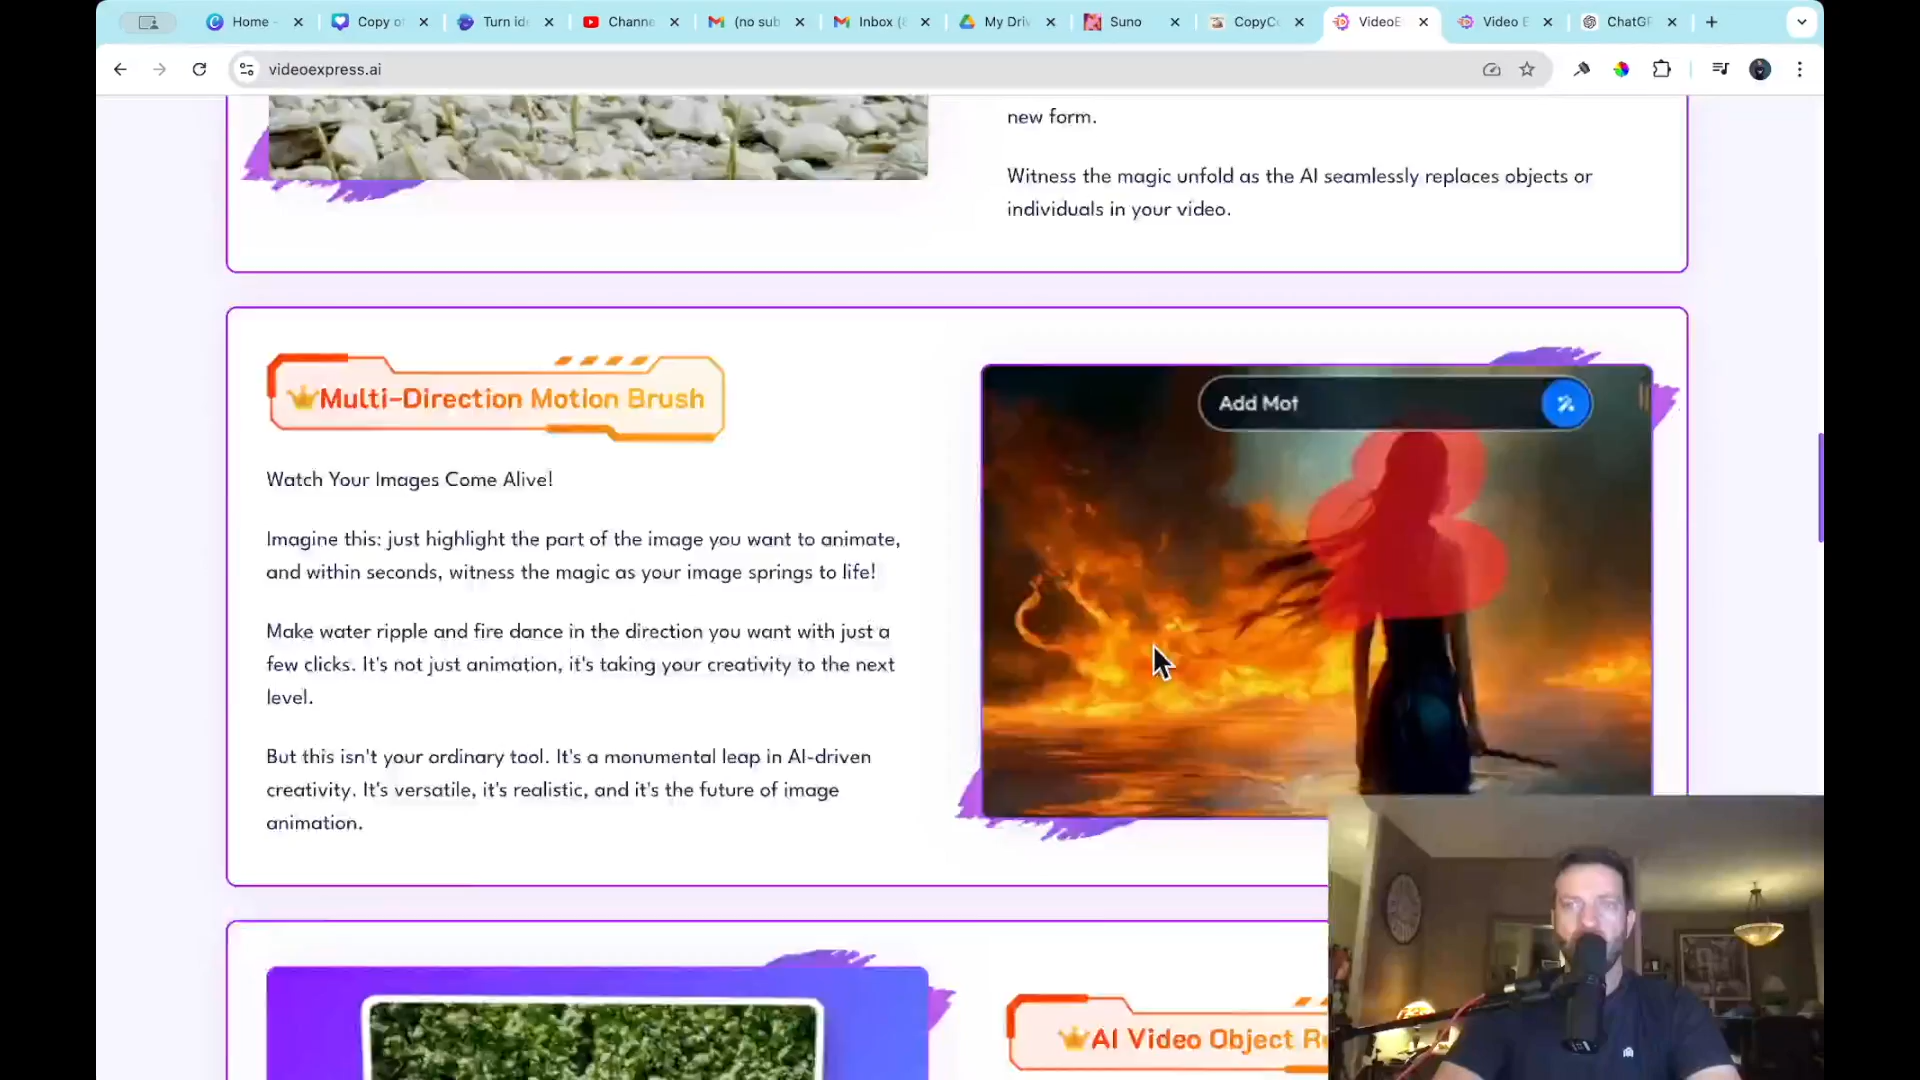 Home -
Copy of
Turn id
Channe
(no sub
Inbox (
My Driv
Suno
CopyC
VideoE
Video E
ChatGP
videoexpress.ai
new form.
Witness the magic unfold as the AI seamlessly replaces objects or
individuals in your video.
Multi-Direction Motion Brush
Watch Your Images Come Alive!
Imagine this: just highlight the part of the image you want to animate,
and within seconds, witness the magic as your image springs to life!
Make water ripple and fire dance in the direction you want with just a
few clicks. It's not just animation, it's taking your creativity to the next
level.
But this isn't your ordinary tool. It's a monumental leap in AI-driven
creativity. It's versatile, it's realistic, and it's the future of image
animation.
Add Mot
AI Video Object R